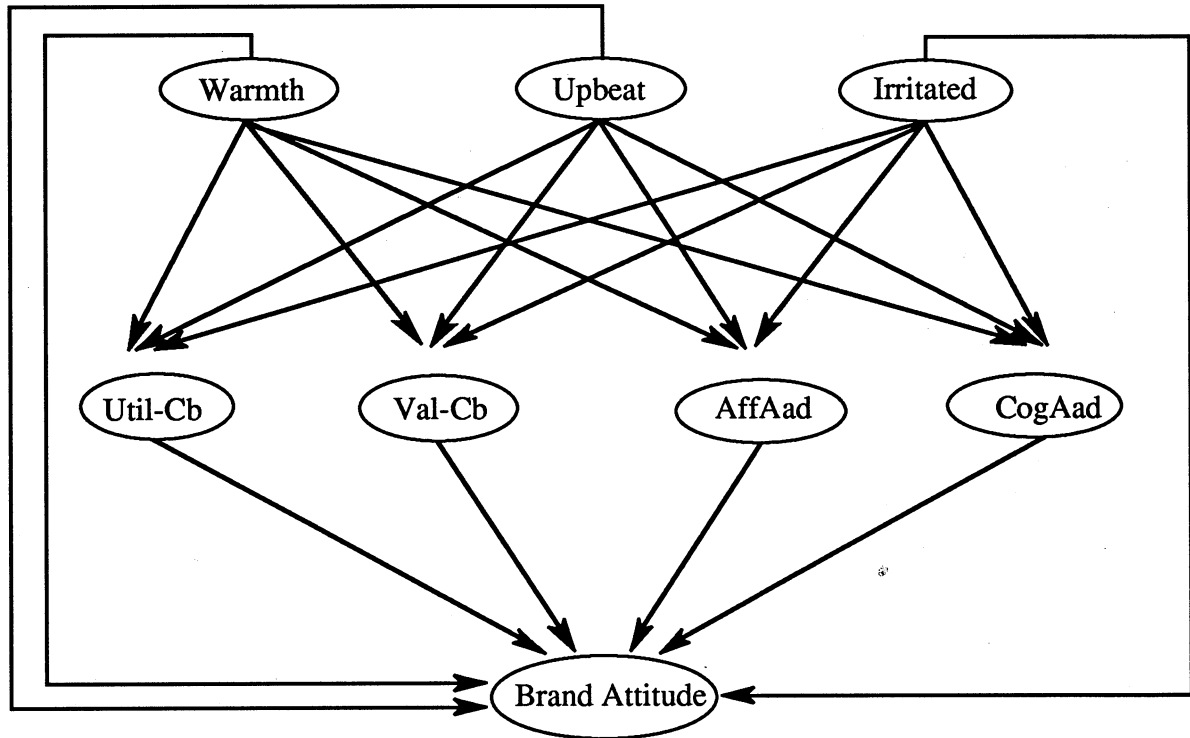 Warmth
Upbeat
Irritated
Util-Cb
Val-Cb
AffAad
CogAad
Brand Attitude